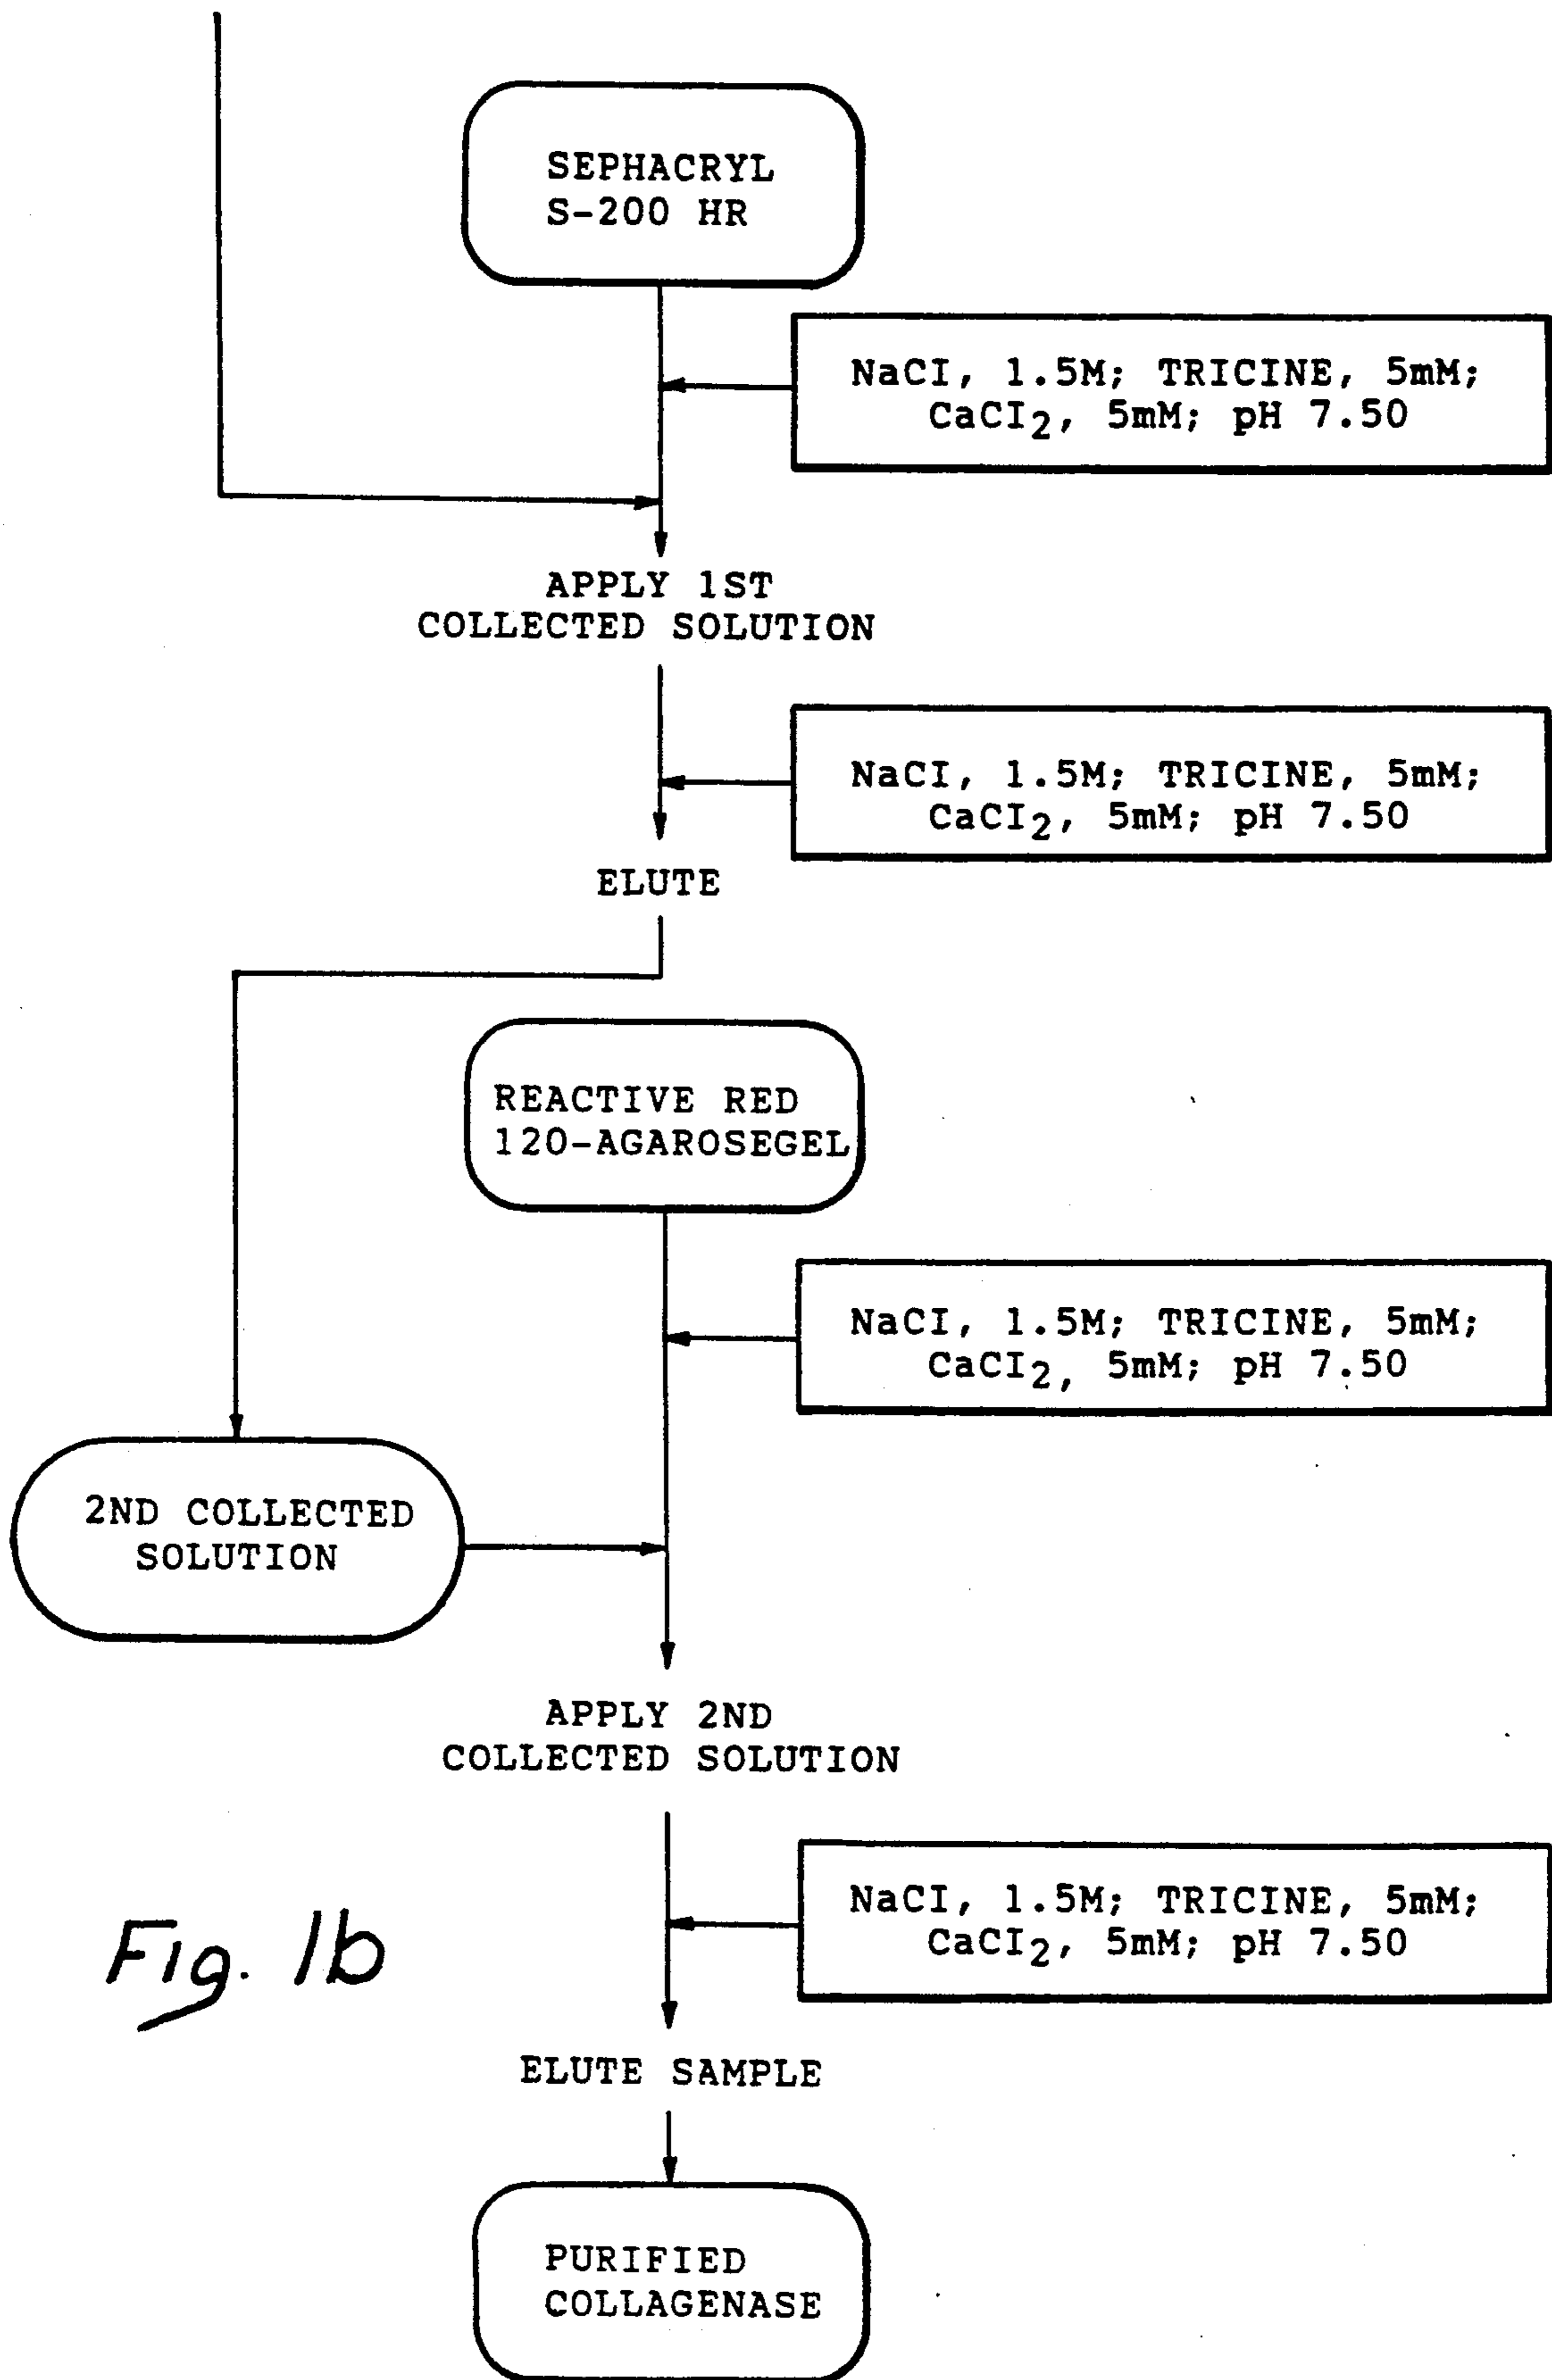 SEPHACRYL
S-200 HR
NaCI, 1.5M; TRICINE, 5mM;
CaCI2, 5mM; pH 7.50
APPLY 1ST
COLLECTED SOLUTION
NaCI, 1.5M; TRICINE, 5mM;
CaCI2, 5mM; pH 7.50
ELUTE
REACTIVE RED
120-AGAROSEGEL
NaCI, 1.5M; TRICINE, 5mM;
CaCI2, 5mM; pH 7.50
2ND COLLECTED
SOLUTION
APPLY 2ND
COLLECTED SOLUTION
NaCI, 1.5M; TRICINE, 5mM;
CaCI2, 5mM; pH 7.50
Fig. 1b
ELUTE SAMPLE
PURIFIED
COLLAGENASE